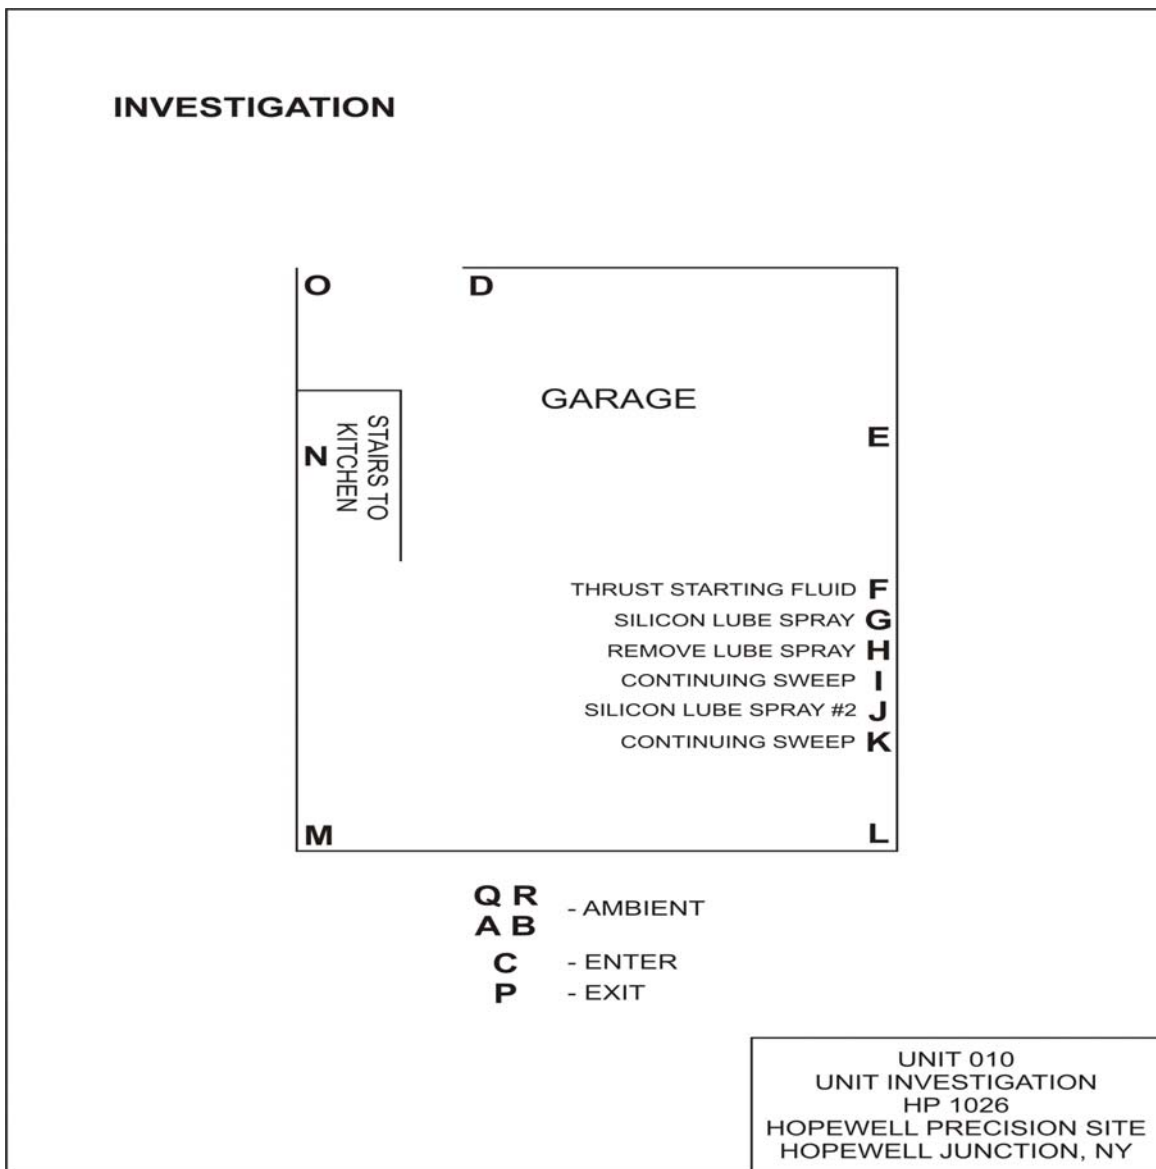 INVESTIGATION
O
D
GARAGE
E
N
STAIRS TO
KITCHEN
THRUST STARTING FLUID F
SILICON LUBE SPRAY G
REMOVE LUBE SPRAY H
CONTINUING SWEEP I
SILICON LUBE SPRAY #2 J
CONTINUING SWEEP K
M
L
Q R
A B
- AMBIENT
C - ENTER
P - EXIT
UNIT 010
UNIT INVESTIGATION
HP 1026
HOPEWELL PRECISION SITE
HOPEWELL JUNCTION, NY